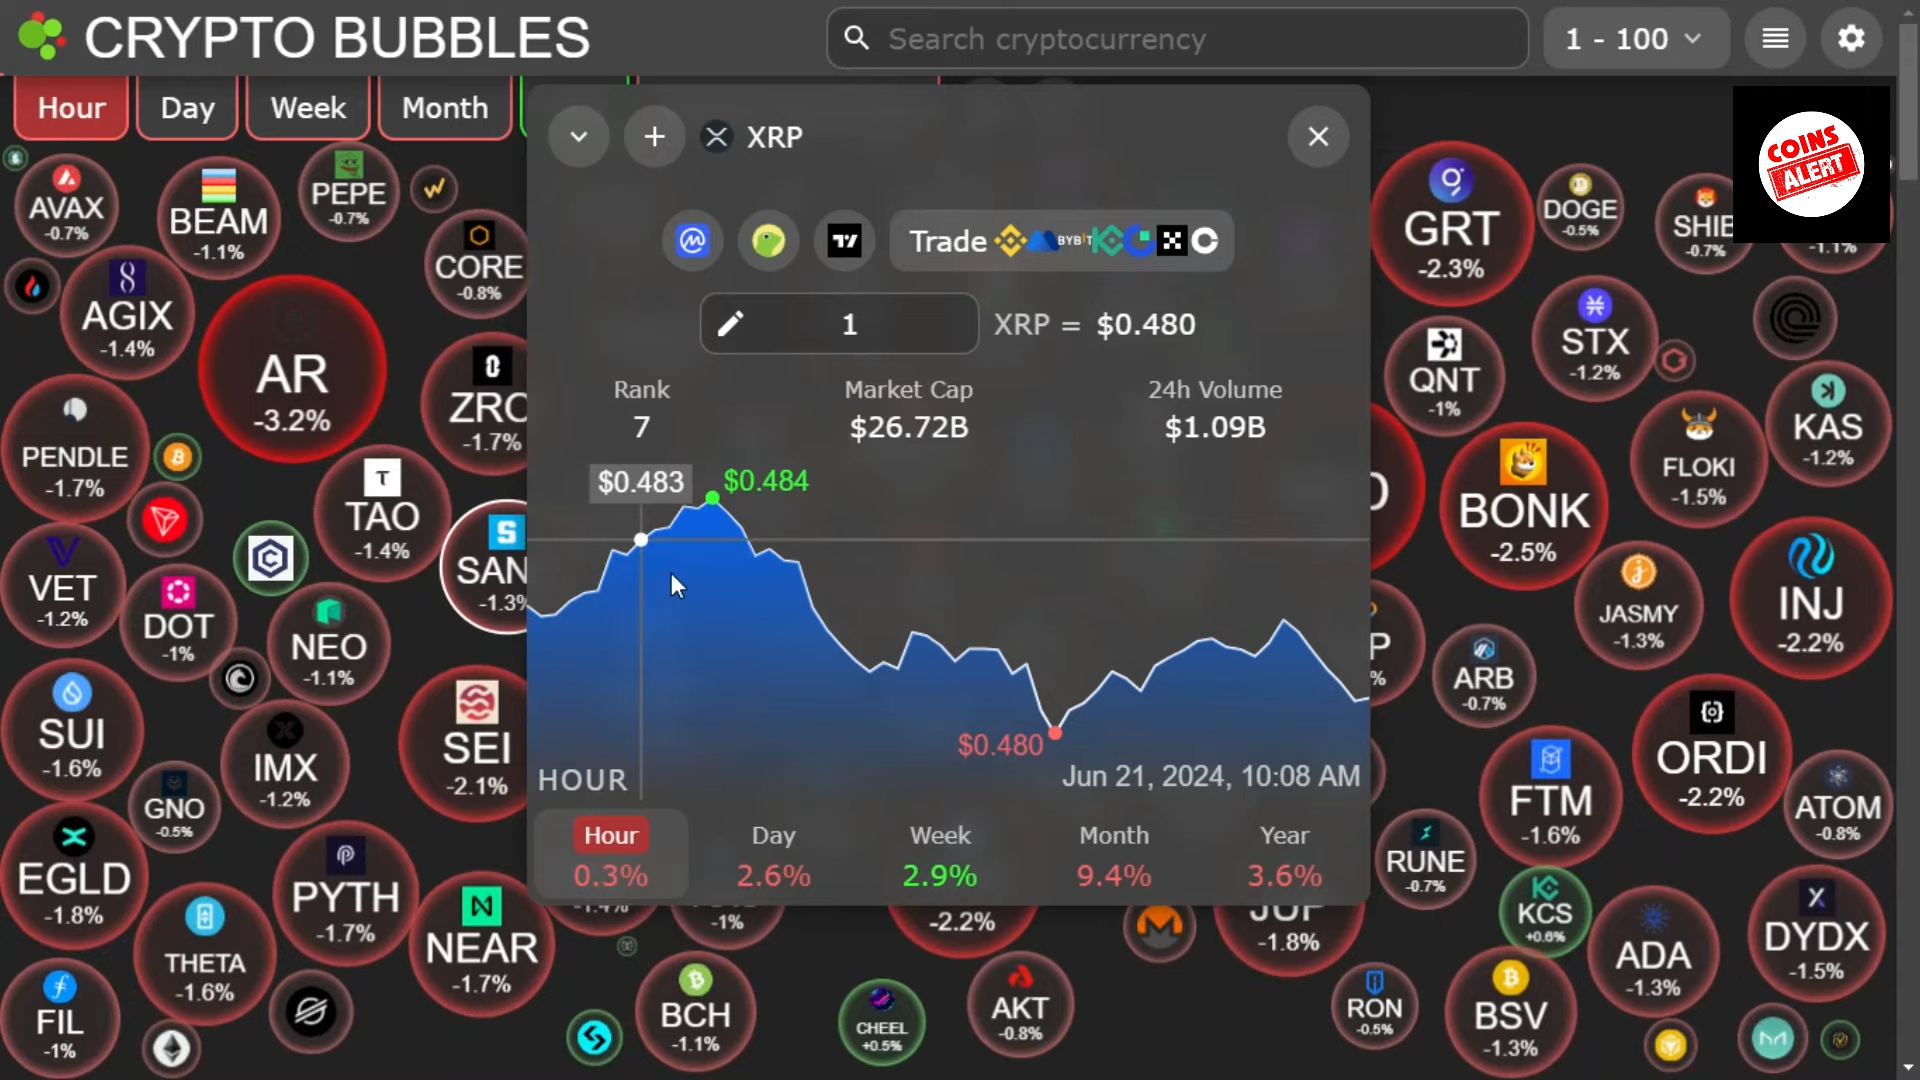 CRYPTO BUBBLES
Search cryptocurrency
1 - 100
Hour
Day
Week
Month
COINS
ALERT
XRP
Trade
BYBIT
1
XRP = $0.480
Rank
7
Market Cap
$26.72B
24h Volume
$1.09B
$0.483
$0.484
$0.480
HOUR
Jun 21, 2024, 10:08 AM
Hour
0.3%
Day
2.6%
Week
2.9%
Month
9.4%
Year
3.6%
AVAX
-0.7%
BEAM
-1.1%
PEPE
-0.7%
CORE
-0.8%
AGIX
-1.4%
AR
-3.2%
ZRO
-1.7%
PENDLE
-1.7%
TAO
-1.4%
SAN
-1.3%
VET
-1.2%
DOT
-1%
NEO
-1.1%
SUI
-1.6%
IMX
-1.2%
SEI
-2.1%
GNO
-0.5%
EGLD
-1.8%
PYTH
-1.7%
THETA
-1.6%
NEAR
-1.7%
FIL
-1%
-1.4%
-1%
-2.2%
JUP
-1.8%
BCH
-1.1%
CHEEL
+0.5%
AKT
-0.8%
GRT
-2.3%
DOGE
-0.5%
SHIB
-0.7%
-1.1%
STX
-1.2%
QNT
-1%
KAS
-1.2%
FLOKI
-1.5%
BONK
-2.5%
JASMY
-1.3%
INJ
-2.2%
ARB
-0.7%
ORDI
-2.2%
FTM
-1.6%
ATOM
-0.8%
RUNE
-0.7%
KCS
+0.6%
ADA
-1.3%
DYDX
-1.5%
RON
-0.5%
BSV
-1.3%